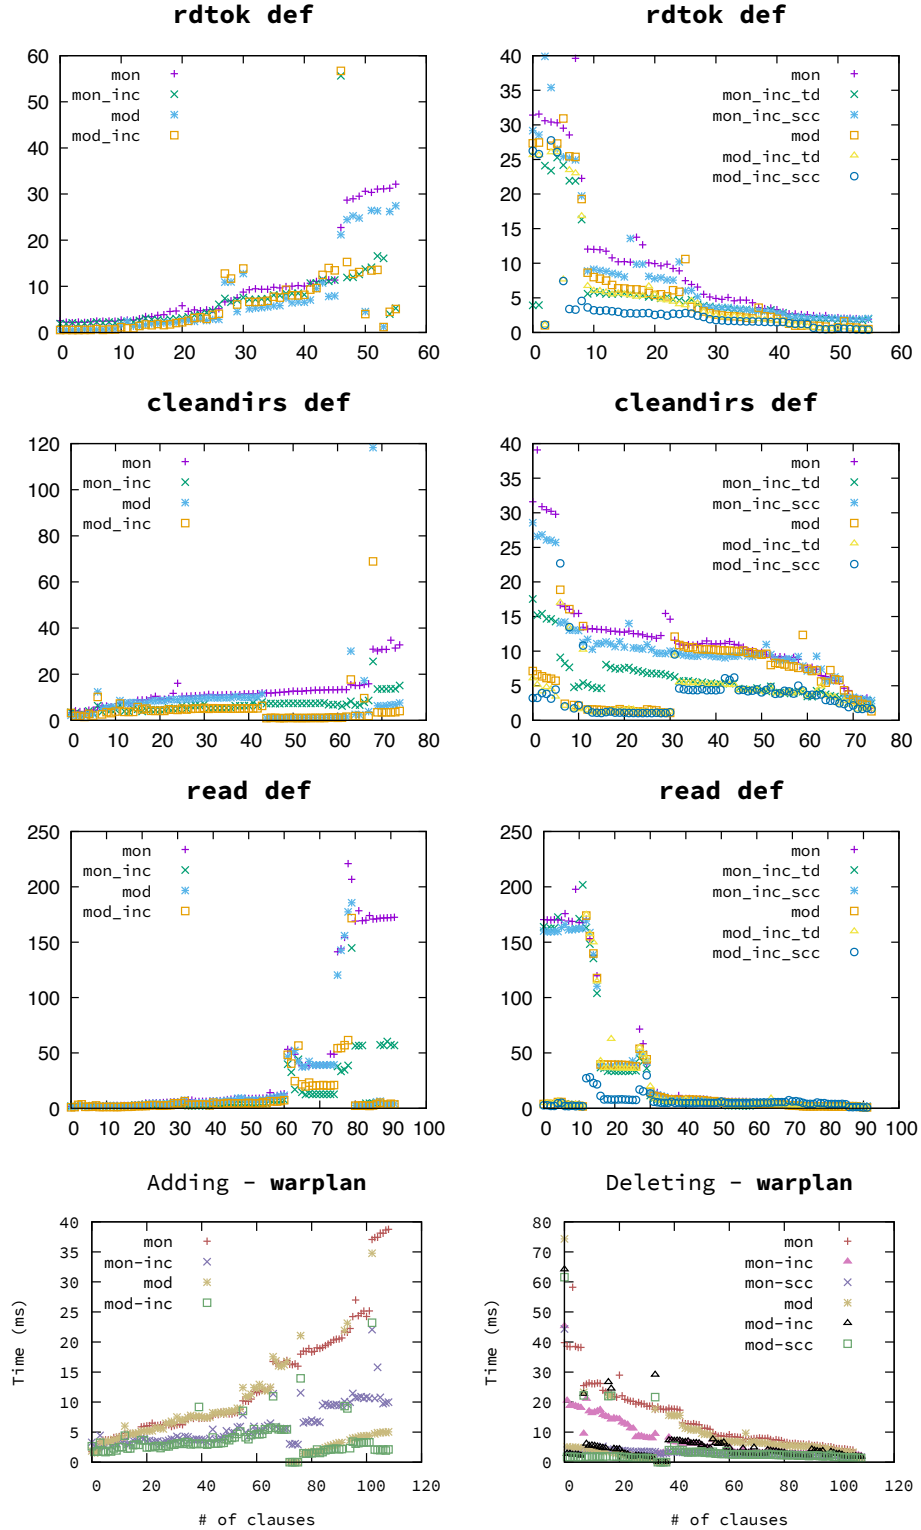 rdtok def
60
50
40
30
20
10
0
mon
mon_inc
mod
mod_inc
0 10 20 30 40 50 60
rdtok def
40
35
30
25
20
15
10
5
0
mon
mon_inc_td
mon_inc_scc
mod
mod_inc_td
mod_inc_scc
0 10 20 30 40 50 60
cleandirs def
120
100
80
60
40
20
0
mon
mon_inc
mod
mod_inc
0 10 20 30 40 50 60 70 80
cleandirs def
40
35
30
25
20
15
10
5
0
mon
mon_inc_td
mon_inc_scc
mod
mod_inc_td
mod_inc_scc
0 10 20 30 40 50 60 70 80
read def
250
200
150
100
50
0
mon
mon_inc
mod
mod_inc
0 10 20 30 40 50 60 70 80 90 100
read def
250
200
150
100
50
0
mon
mon_inc_td
mon_inc_scc
mod
mod_inc_td
mod_inc_scc
0 10 20 30 40 50 60 70 80 90 100
Adding - warplan
Time (ms)
40
35
30
25
20
15
10
5
0
mon
mon-inc
mod
mod-inc
0 20 40 60 80 100 120
# of clauses
Deleting - warplan
Time (ms)
80
70
60
50
40
30
20
10
0
mon
mon-inc
mon-scc
mod
mod-inc
mod-scc
0 20 40 60 80 100 120
# of clauses